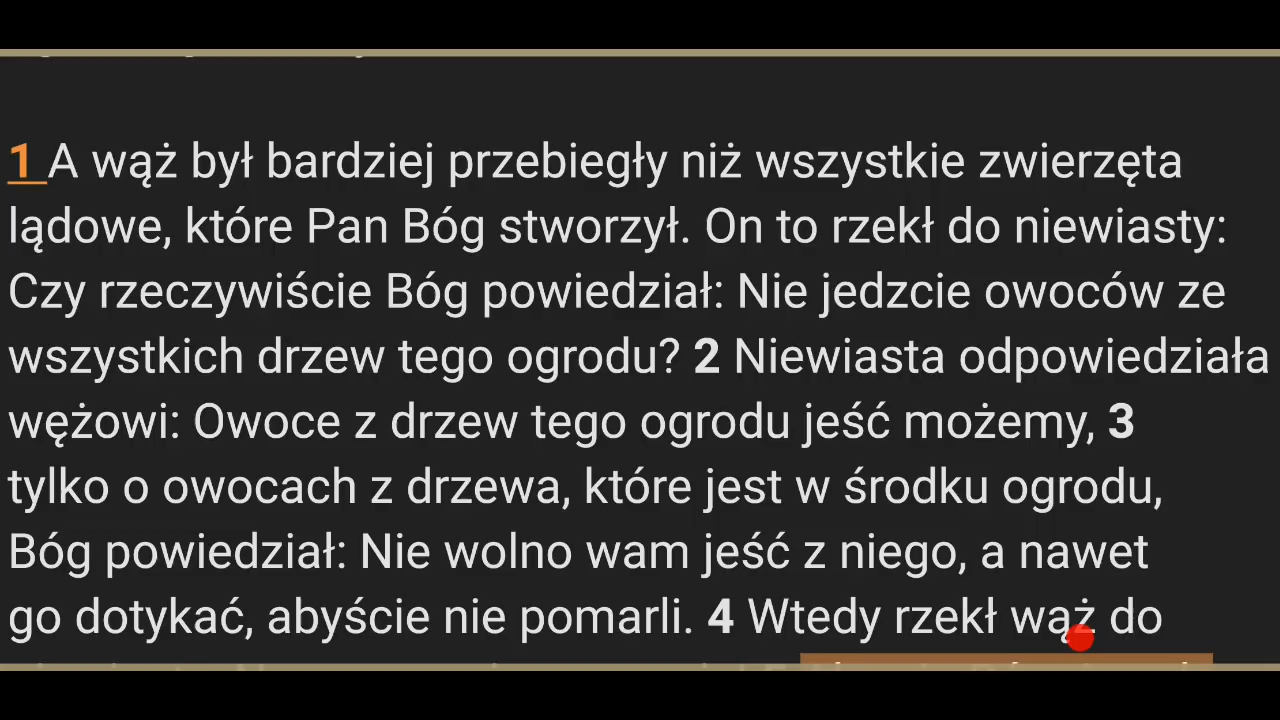 1 A wąż był bardziej przebiegły niż wszystkie zwierzęta
lądowe, które Pan Bóg stworzył. On to rzekł do niewiasty:
Czy rzeczywiście Bóg powiedział: Nie jedzcie owoców ze
wszystkich drzew tego ogrodu? 2 Niewiasta odpowiedziała
wężowi: Owoce z drzew tego ogrodu jeść możemy, 3
tylko o owocach z drzewa, które jest w środku ogrodu,
Bóg powiedział: Nie wolno wam jeść z niego, a nawet
go dotykać, abyście nie pomarli. 4 Wtedy rzekł wąż do